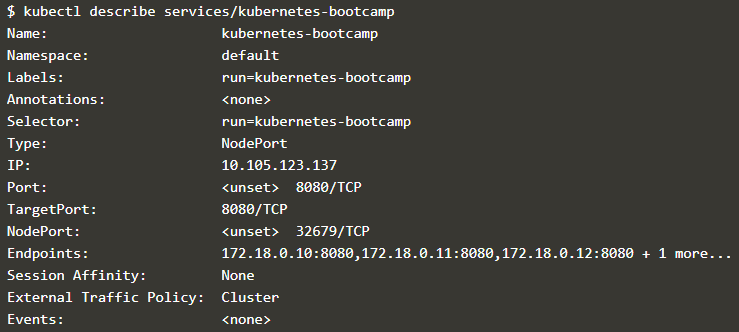 $ kubectl describe services/kubernetes-bootcamp
Name:                     kubernetes-bootcamp
Namespace:                default
Labels:                   run=kubernetes-bootcamp
Annotations:              <none>
Selector:                 run=kubernetes-bootcamp
Type:                     NodePort
IP:                       10.105.123.137
Port:                     <unset>  8080/TCP
TargetPort:               8080/TCP
NodePort:                 <unset>  32679/TCP
Endpoints:                172.18.0.10:8080,172.18.0.11:8080,172.18.0.12:8080 + 1 more...
Session Affinity:         None
External Traffic Policy:  Cluster
Events:                   <none>